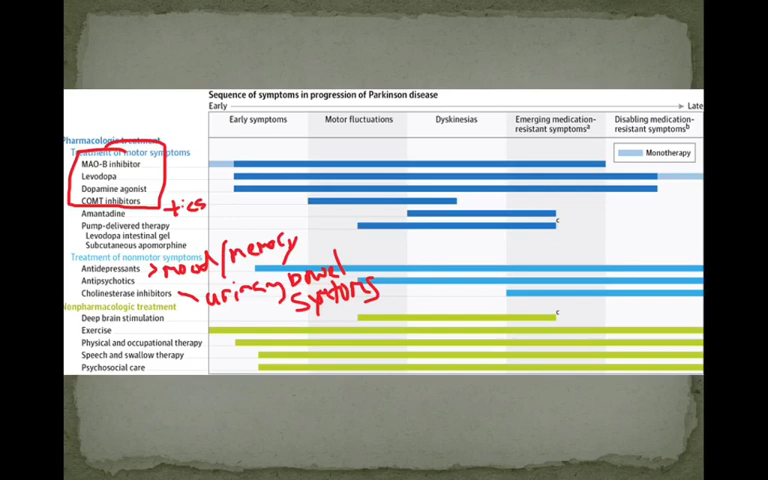 Sequence of symptoms in progression of Parkinson disease
Early Late
Early symptoms Motor fluctuations Dyskinesias Emerging medication-resistant symptomsa Disabling medication-resistant symptomsb
Pharmacologic treatment
Treatment of motor symptoms
Monotherapy
MAO-B inhibitor
Levodopa
Dopamine agonist
COMT inhibitors
tics
Amantadine
Pump-delivered therapy c
Levodopa intestinal gel
Subcutaneous apomorphine
Treatment of nonmotor symptoms
Antidepressants > mood/memory
Antipsychotics
Cholinesterase inhibitors urinary bowel
symptoms
Nonpharmacologic treatment
Deep brain stimulation c
Exercise
Physical and occupational therapy
Speech and swallow therapy
Psychosocial care